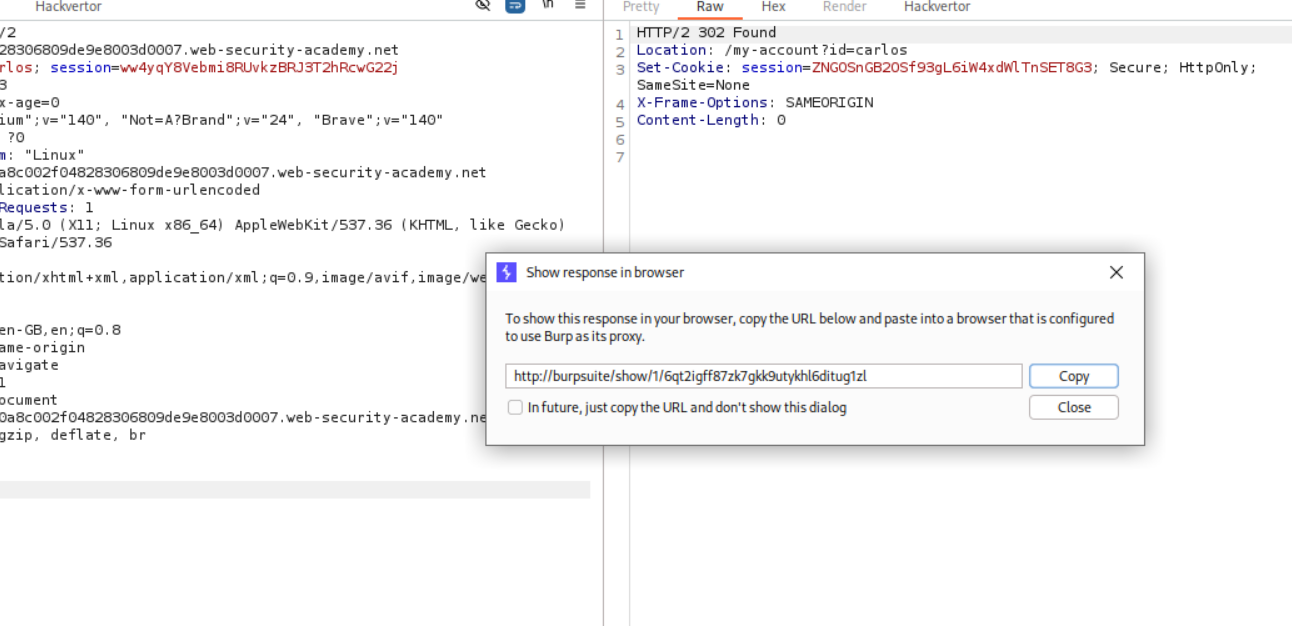 Hackvertor
\n
Pretty Raw Hex Render Hackvertor
/2
28306809de9e8003d0007.web-security-academy.net
rlos; session=ww4yqY8Vebmi8RUvkzBRJ3T2hRcwG22j
3
x-age=0
ium";v="140", "Not=A?Brand";v="24", "Brave";v="140"
?0
m: "Linux"
a8c002f04828306809de9e8003d0007.web-security-academy.net
lication/x-www-form-urlencoded
Requests: 1
la/5.0 (X11; Linux x86_64) AppleWebKit/537.36 (KHTML, like Gecko)
Safari/537.36
tion/xhtml+xml,application/xml;q=0.9,image/avif,image/we
en-GB,en;q=0.8
ame-origin
avigate
1
ocument
0a8c002f04828306809de9e8003d0007.web-security-academy.ne
gzip, deflate, br
1 HTTP/2 302 Found
2 Location: /my-account?id=carlos
3 Set-Cookie: session=ZNGOSnGB2OSf93gL6iW4xdWlTnSET8G3; Secure; HttpOnly;
SameSite=None
4 X-Frame-Options: SAMEORIGIN
5 Content-Length: 0
6
7
Show response in browser
To show this response in your browser, copy the URL below and paste into a browser that is configured
to use Burp as its proxy.
http://burpsuite/show/1/6qt2igff87zk7gkk9utykhl6ditug1zl
Copy
In future, just copy the URL and don't show this dialog
Close